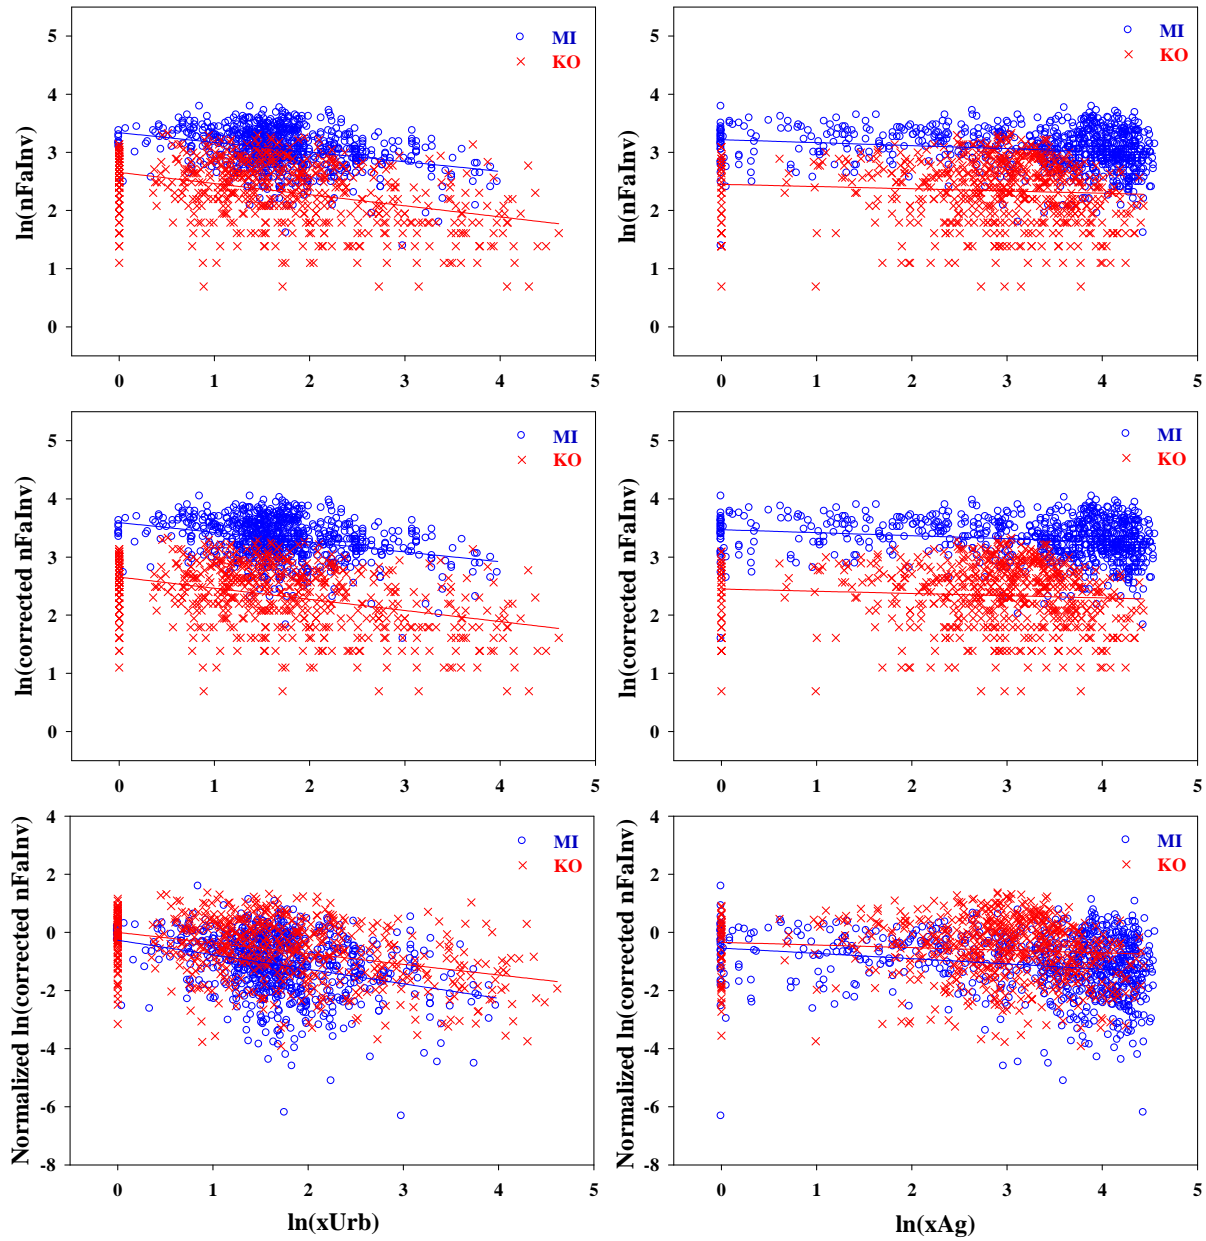 ln(nFaInv)
5
4
3
2
1
0
MI
KO
0 1 2 3 4 5
ln(nFaInv)
5
4
3
2
1
0
MI
KO
0 1 2 3 4 5
ln(corrected nFaInv)
5
4
3
2
1
0
MI
KO
0 1 2 3 4 5
ln(corrected nFaInv)
5
4
3
2
1
0
MI
KO
0 1 2 3 4 5
Normalized ln(corrected nFaInv)
4
2
0
-2
-4
-6
-8
MI
KO
0 1 2 3 4 5
ln(xUrb)
Normalized ln(corrected nFaInv)
4
2
0
-2
-4
-6
-8
MI
KO
0 1 2 3 4 5
ln(xAg)